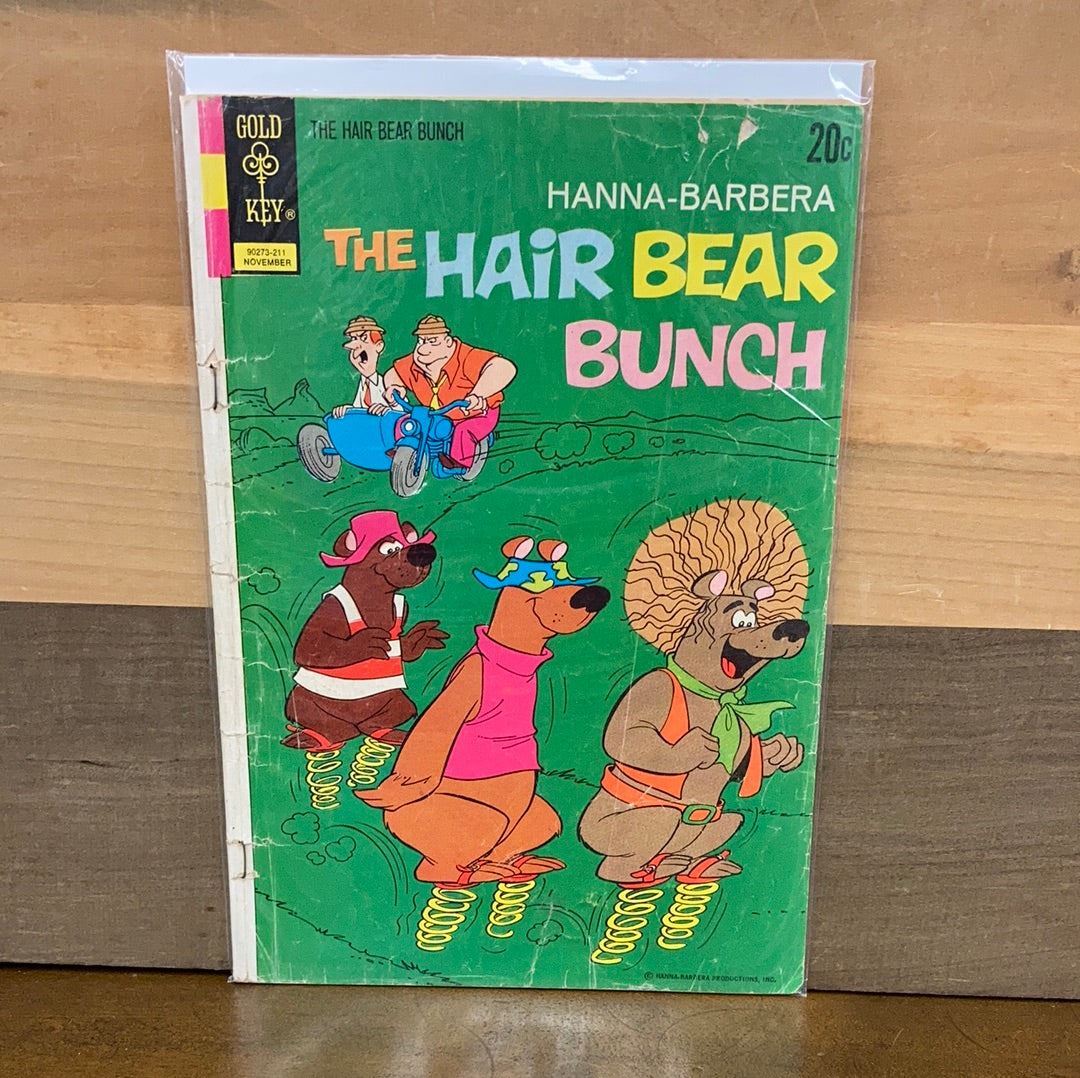 GOLD
KEY®
90273-211
NOVEMBER
THE HAIR BEAR BUNCH
20c
HANNA-BARBERA
THE HAiR BEAR
BUNCH
© HANNA-BARBERA PRODUCTIONS, INC.